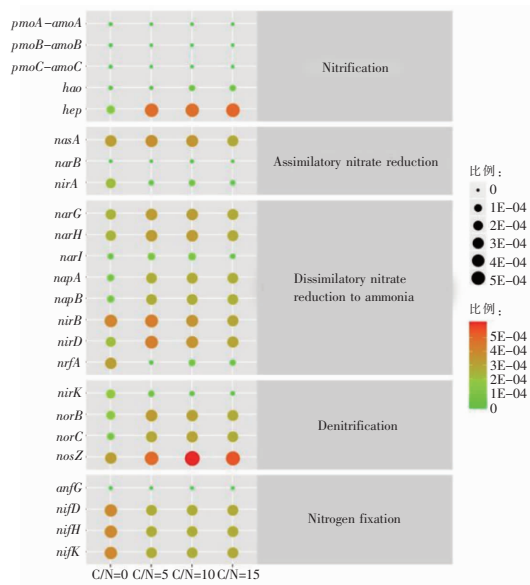 pmoA-amoA
pmoB-amoB
pmoC-amoC
hao
hep
Nitrification
nasA
narB
nirA
Assimilatory nitrate reduction
narG
narH
narI
napA
napB
nirB
nirD
nrfA
Dissimilatory nitrate
reduction to ammonia
nirK
norB
norC
nosZ
Denitrification
anfG
nifD
nifH
nifK
Nitrogen fixation
C/N=0 C/N=5 C/N=10 C/N=15
比例：
0
1E-04
2E-04
3E-04
4E-04
5E-04
比例：
5E-04
4E-04
3E-04
2E-04
1E-04
0